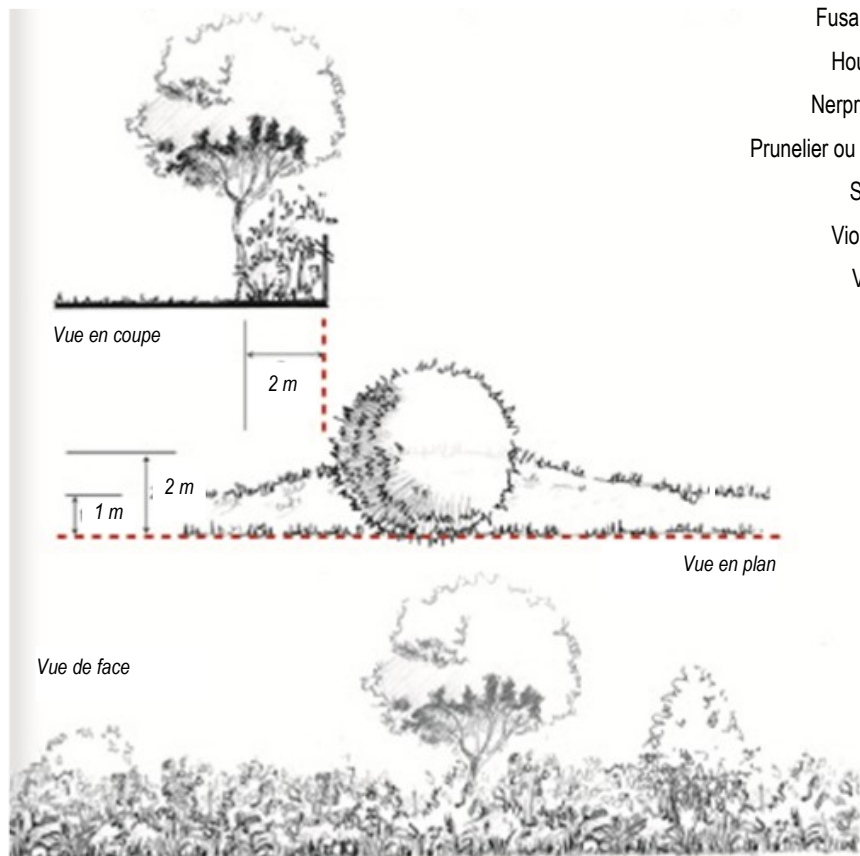 Fusa
Hou
Nerpr
Prunelier ou
S
Vio
V
Vue en coupe
2 m
2 m
1 m
Vue en plan
Vue de face